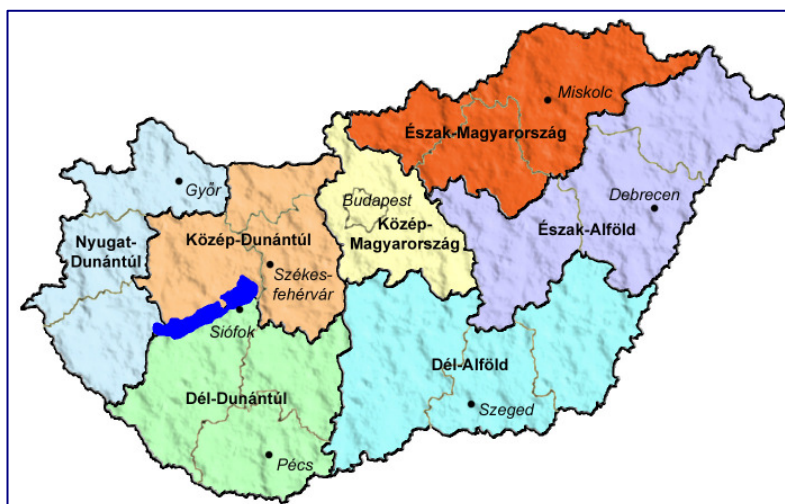 Miskolc
Észak-Magyarország
Győr
Budapest
Debrecen
Közép-
Magyarország
Észak-Alföld
Nyugat-
Dunántúl
Közép-Dunántúl
Székes-
fehérvár
Siófok
Dél-Alföld
Dél-Dunántúl
Szeged
Pécs